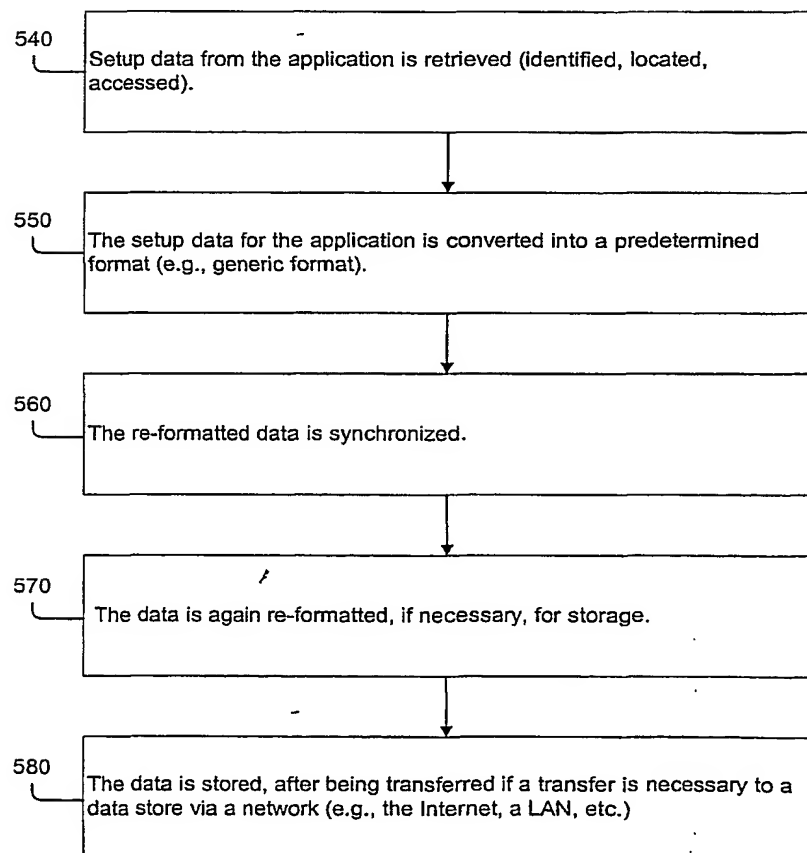 540
Setup data from the application is retrieved (identified, located,
accessed).
550
The setup data for the application is converted into a predetermined
format (e.g., generic format).
560
The re-formatted data is synchronized.
570
The data is again re-formatted, if necessary, for storage.
580
The data is stored, after being transferred if a transfer is necessary to a
data store via a network (e.g., the Internet, a LAN, etc.)